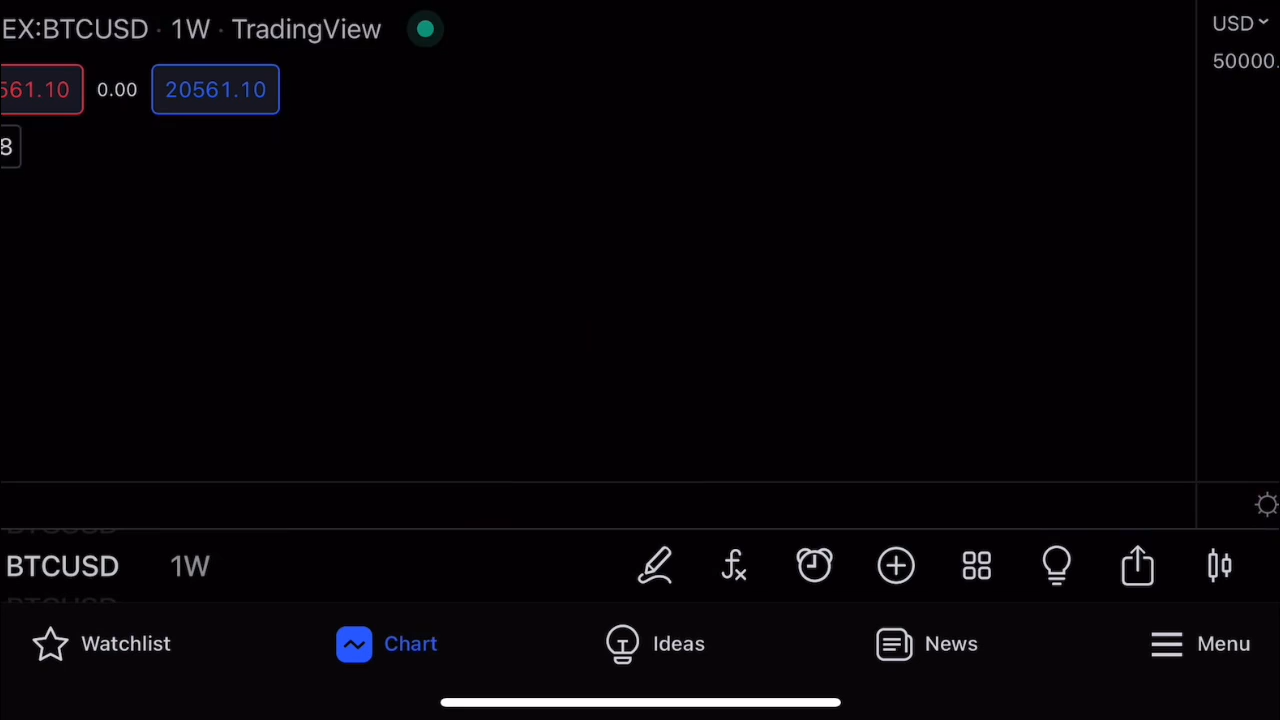 EX:BTCUSD · 1W · TradingView
USD
50000.
561.10 0.00 20561.10
8
BTCUSD 1W
Watchlist Chart Ideas News Menu